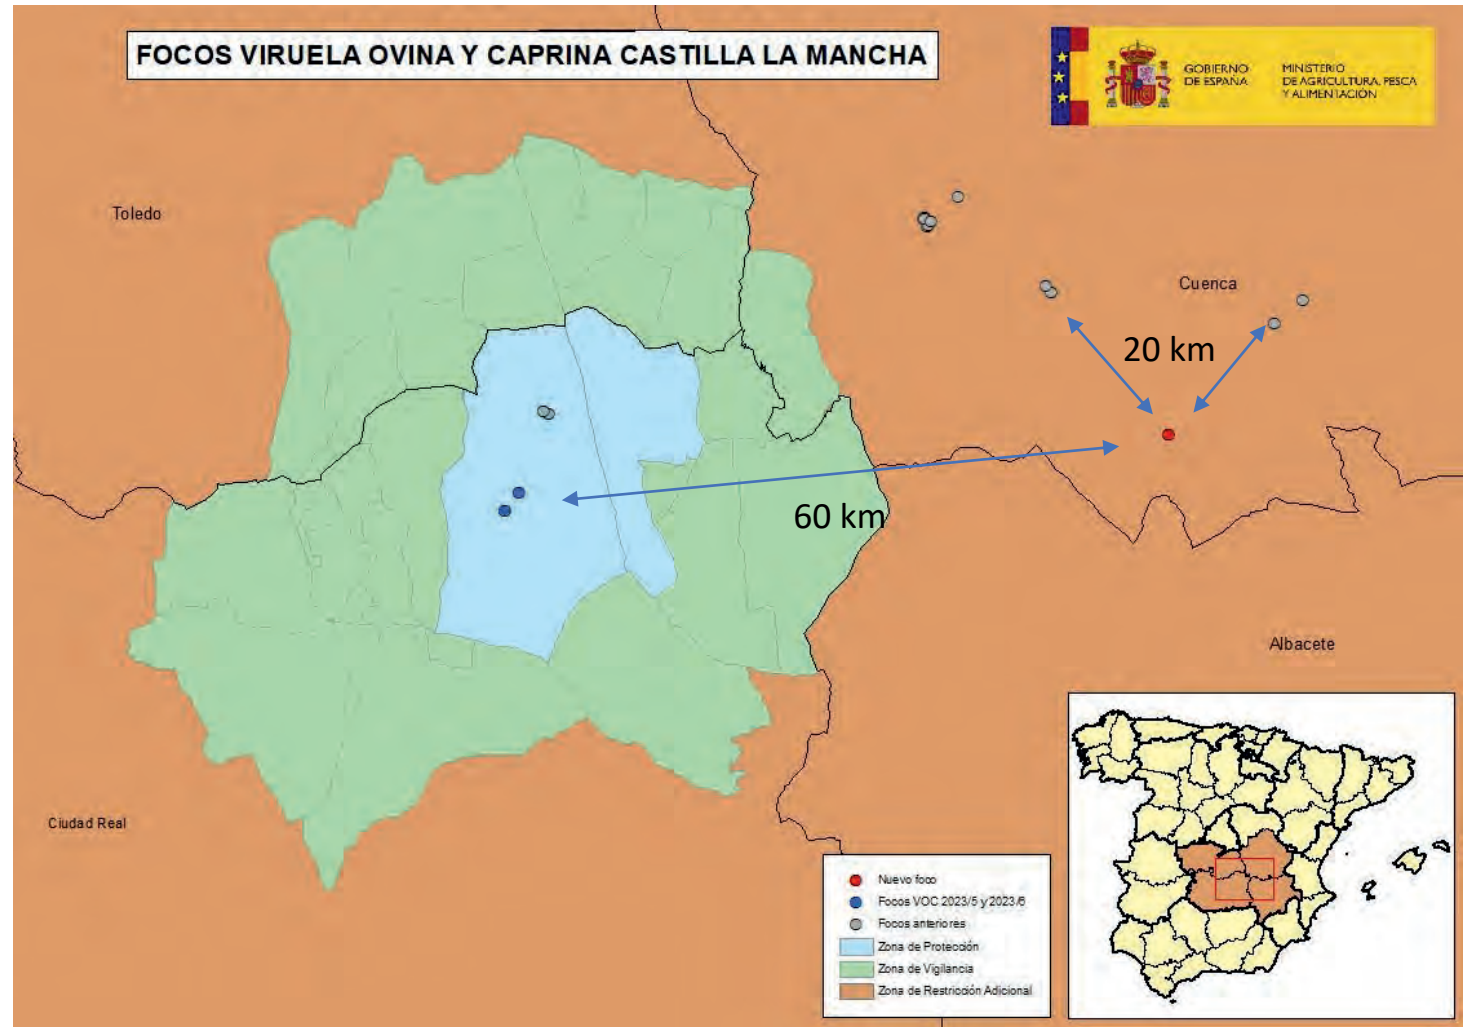 FOCOS VIRUELA OVINA Y CAPRINA CASTILLA LA MANCHA
GOBIERNO
DE ESPAÑA
MINISTERIO
DE AGRICULTURA, PESCA
Y ALIMENTACIÓN
Toledo
Cuenca
20 km
60 km
Albacete
Ciudad Real
Nuevo foco
Focos VOC 2023/5 y 2023/6
Focos anteriores
Zona de Protección
Zona de Vigilancia
Zona de Restricción Adicional